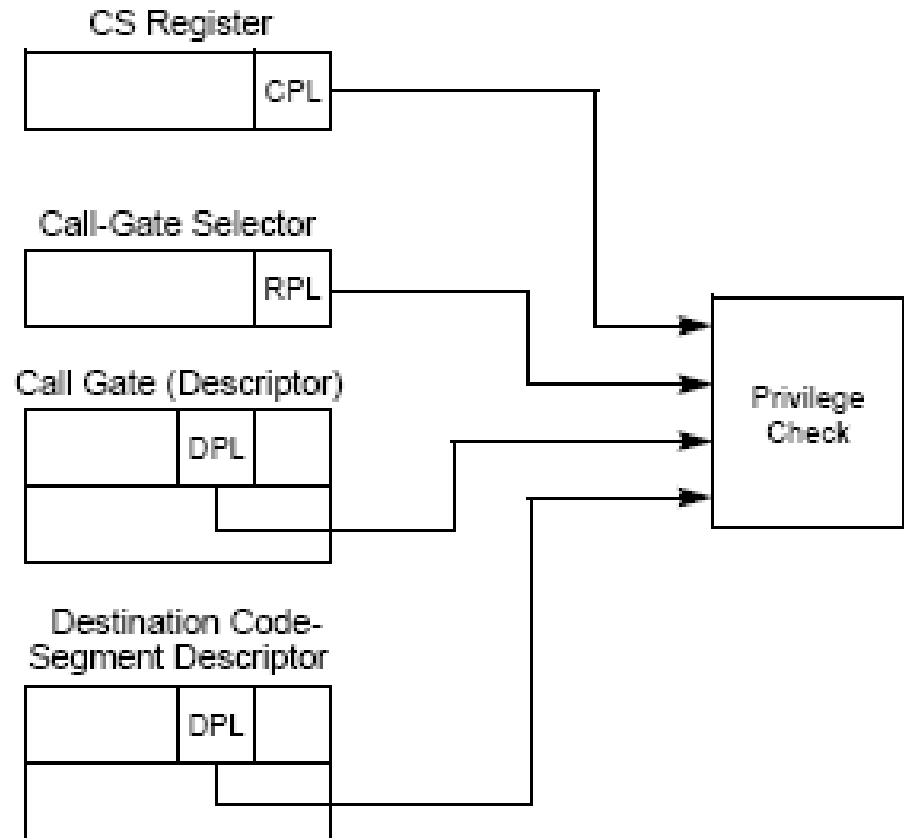 CS Register
CPL
Call-Gate Selector
RPL
Call Gate (Descriptor)
DPL
Privilege
Check
Destination Code-
Segment Descriptor
DPL